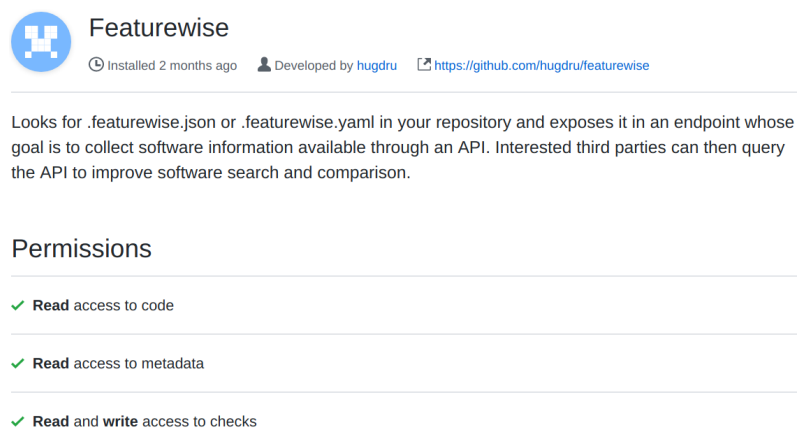 Featurewise
Installed 2 months ago Developed by hugdru https://github.com/hugdru/featurewise
Looks for .featurewise.json or .featurewise.yaml in your repository and exposes it in an endpoint whose
goal is to collect software information available through an API. Interested third parties can then query
the API to improve software search and comparison.
Permissions
Read access to code
Read access to metadata
Read and write access to checks